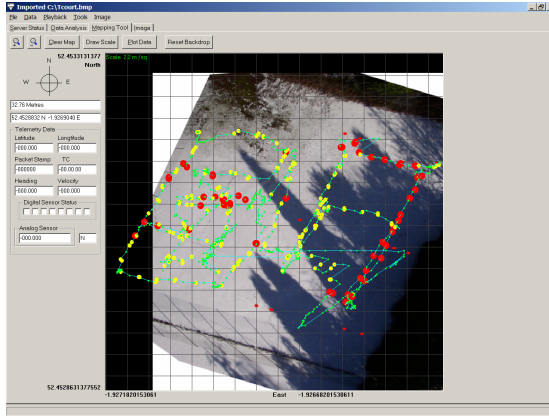 Imported C:\Tcourt.bmp
File Data Playback Tools Image
Server Status Data Analysis Mapping Tool Image
Clear Map Draw Scale Plot Data Reset Backdrop
52.4533131377
North
Scale 2.2 m /sq
N
W E
S
32.76 Metres
52.4528832 N -1.9269040 E
Telemetry Data
Latitude Longitude
-000.000 -000.000
Packet Stamp TC
-000000 -00.00.00
Heading Velocity
-000.000 -000.000
Digital Sensor Status
Analog Sensor
-000.000 N
52.4528631377552
-1.9271820153061 East -1.92668201530611